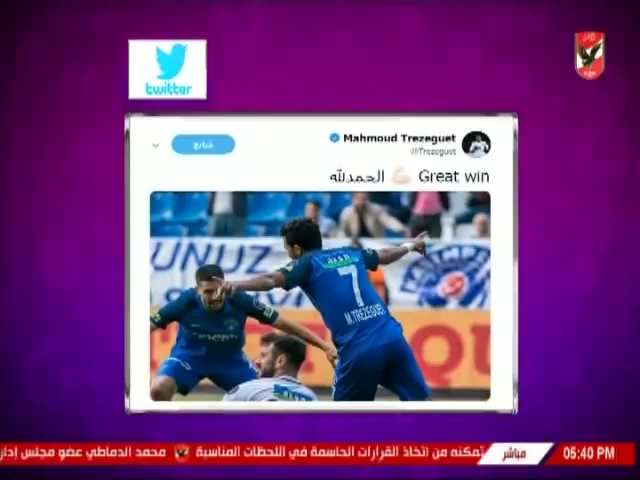 twitter
Mahmoud Trezeguet
@Trezeguet
تابع
Great win 💪🏻 الحمدلله
7
M.TREZEGUET
05:40 PM
مباشر
تمكنه من اتخاذ القرارات الحاسمة في اللحظات المناسبة
محمد الدماطي عضو مجلس إدار